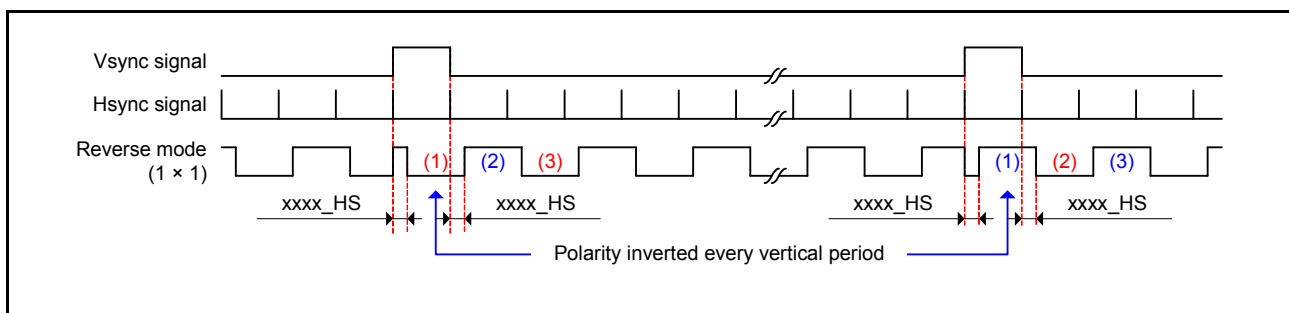 Vsync signal
Hsync signal
Reverse mode
(1 × 1)
(1) (2) (3) (1) (2) (3)
xxxx_HS xxxx_HS xxxx_HS xxxx_HS
Polarity inverted every vertical period